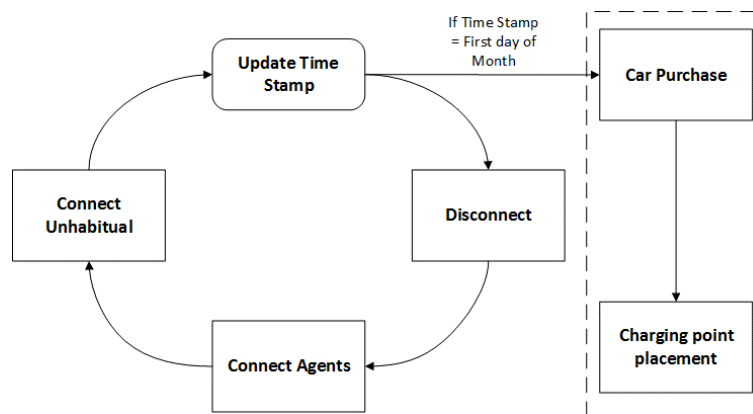 If Time Stamp
= First day of
Month
Update Time
Stamp
Car Purchase
Connect
Unhabitual
Disconnect
Connect Agents
Charging point
placement